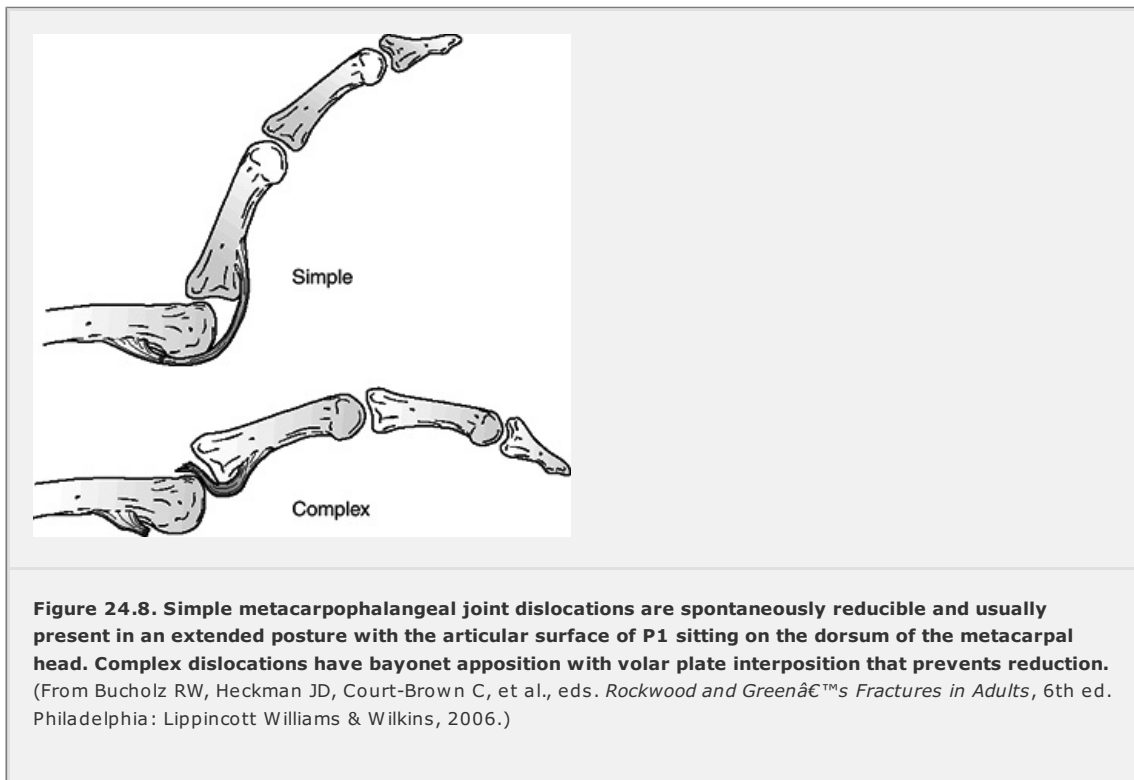 Simple
Complex
Figure 24.8. Simple metacarpophalangeal joint dislocations are spontaneously reducible and usually
present in an extended posture with the articular surface of P1 sitting on the dorsum of the metacarpal
head. Complex dislocations have bayonet apposition with volar plate interposition that prevents reduction.
(From Bucholz RW, Heckman JD, Court-Brown C, et al., eds. Rockwood and Greenâ€™s Fractures in Adults, 6th ed.
Philadelphia: Lippincott Williams & Wilkins, 2006.)